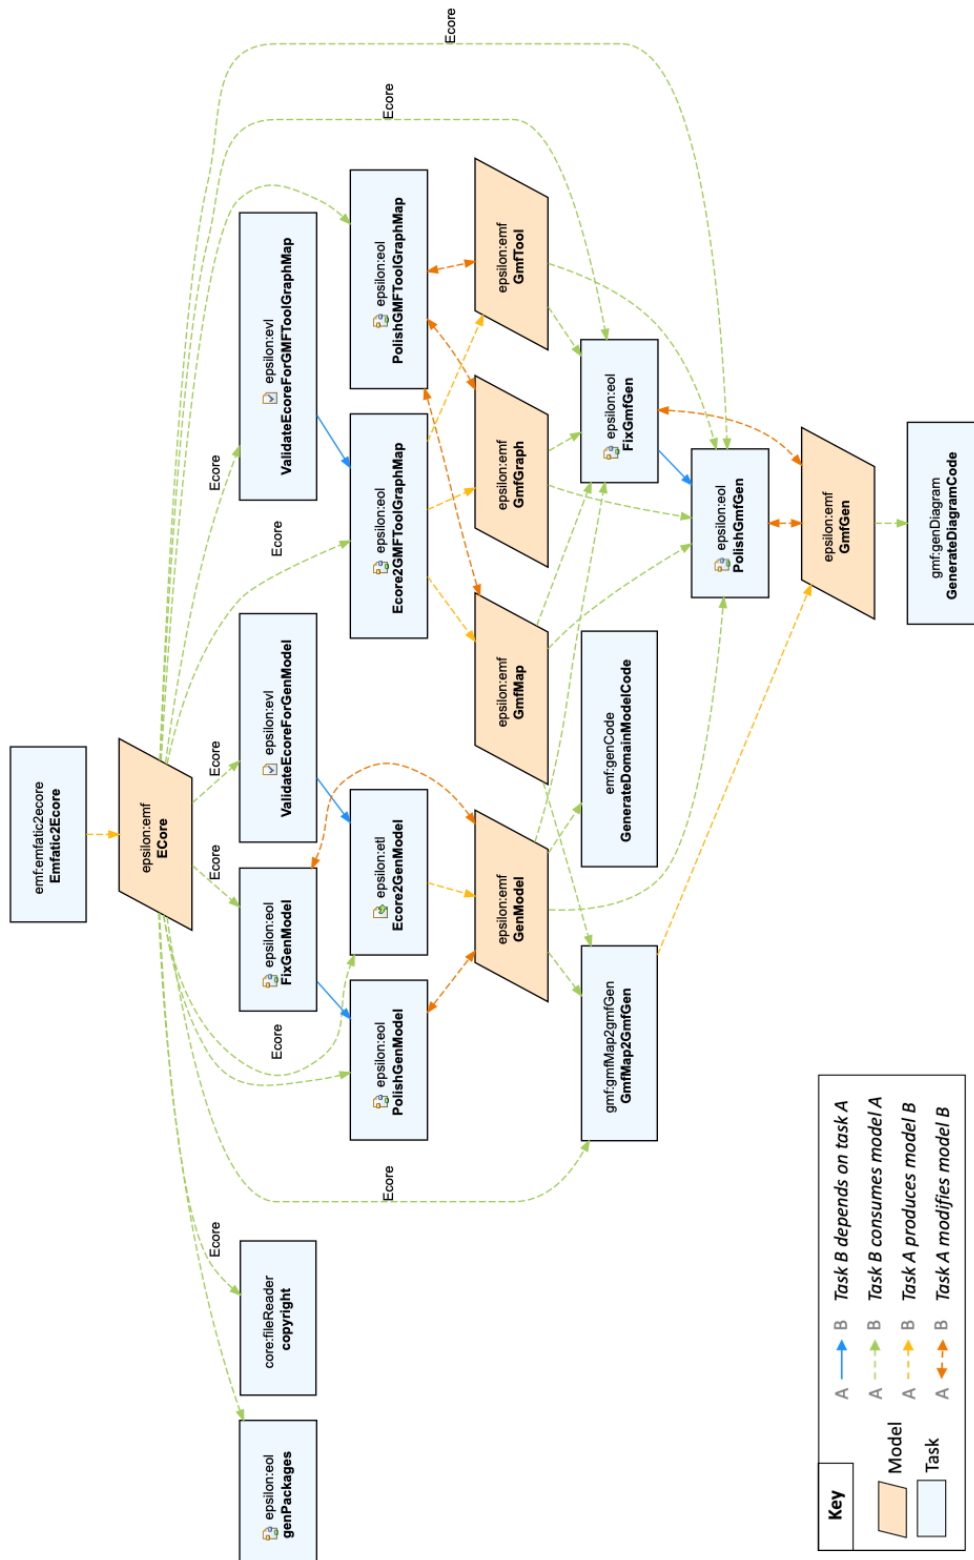 emf:emfatic2ecore
Emfatic2Ecore
epsilon:emf
ECore
Ecore
Ecore
Ecore
Ecore
Ecore
Ecore
Ecore
Ecore
Ecore
epsilon:eol
genPackages
core:fileReader
copyright
epsilon:eol
FixGenModel
epsilon:evl
ValidateEcoreForGenModel
epsilon:evl
ValidateEcoreForGMFToolGraphMap
epsilon:eol
PolishGenModel
epsilon:etl
Ecore2GenModel
epsilon:eol
Ecore2GMFToolGraphMap
epsilon:eol
PolishGMFToolGraphMap
epsilon:emf
GenModel
epsilon:emf
GmfMap
epsilon:emf
GmfGraph
epsilon:emf
GmfTool
gmf:gmfMap2gmfGen
GmfMap2GmfGen
emf:genCode
GenerateDomainModelCode
epsilon:eol
FixGmfGen
epsilon:eol
PolishGmfGen
epsilon:emf
GmfGen
gmf:genDiagram
GenerateDiagramCode
Key
Model
Task
A B Task B depends on task A
A B Task B consumes model A
A B Task A produces model B
A B Task A modifies model B